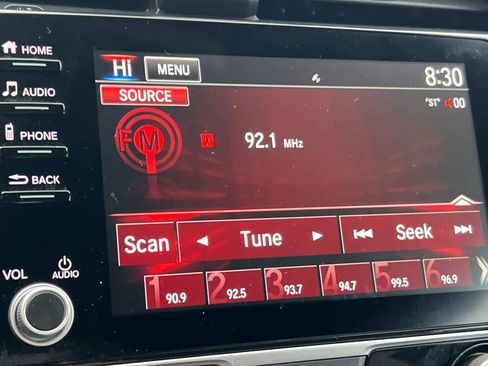 HOME
Hi MENU 8:30
SOURCE
AUDIO
"ST" 00
FM
92.1 MHz
PHONE
BACK
Scan Tune Seek
VOL AUDIO
1 90.9 2 92.5 3 93.7 4 94.7 5 99.5 6 96.9